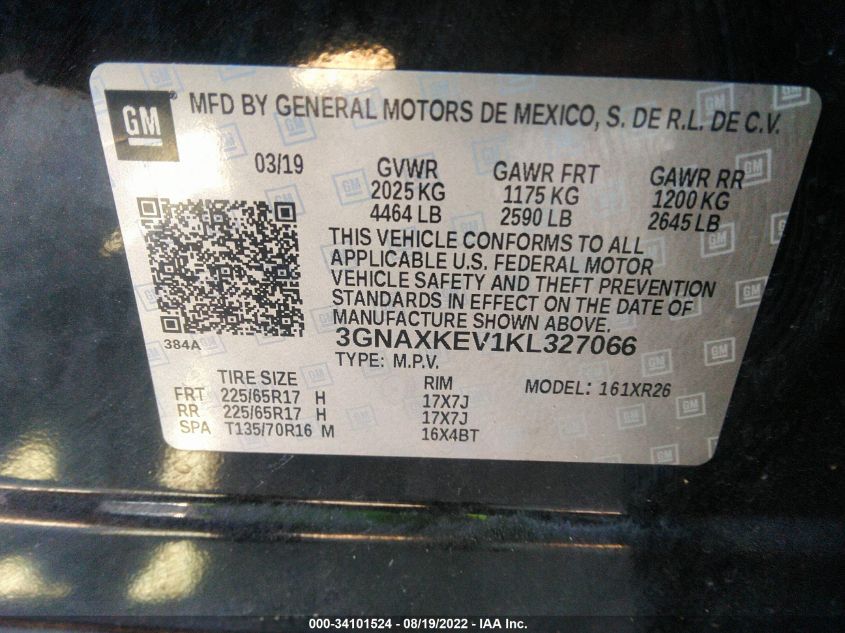 GM
MFD BY GENERAL MOTORS DE MEXICO, S. DE R.L. DE C.V.
03/19 GVWR GAWR FRT GAWR RR
2025 KG 1175 KG 1200 KG
4464 LB 2590 LB 2645 LB
THIS VEHICLE CONFORMS TO ALL
APPLICABLE U.S. FEDERAL MOTOR
VEHICLE SAFETY AND THEFT PREVENTION
STANDARDS IN EFFECT ON THE DATE OF
MANUFACTURE SHOWN ABOVE.
384A
3GNAXKEV1KL327066
TYPE: M.P.V.
TIRE SIZE RIM MODEL: 161XR26
FRT 225/65R17 H 17X7J
RR 225/65R17 H 17X7J
SPA T135/70R16 M 16X4BT
000-34101524 - 08/19/2022 - IAA Inc.